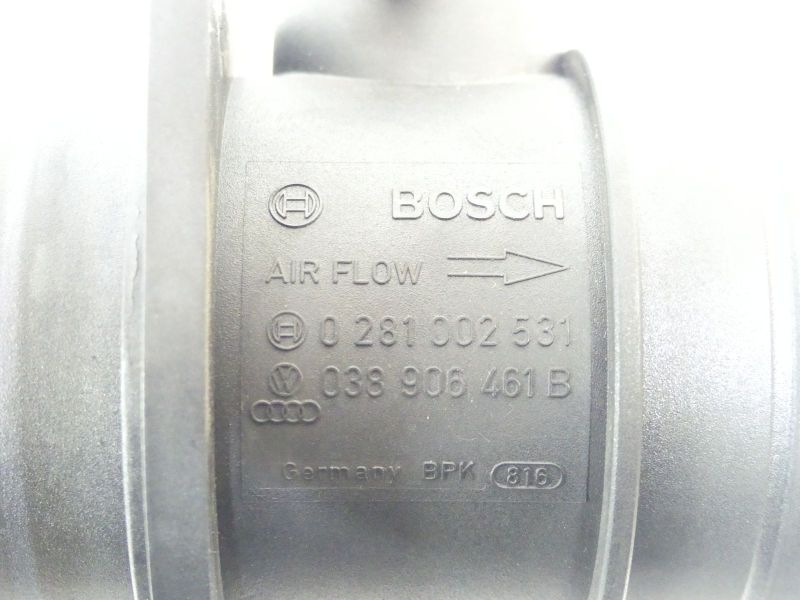 BOSCH
AIR FLOW
0 281 002 531
038 906 461 B
Germany BPK 816